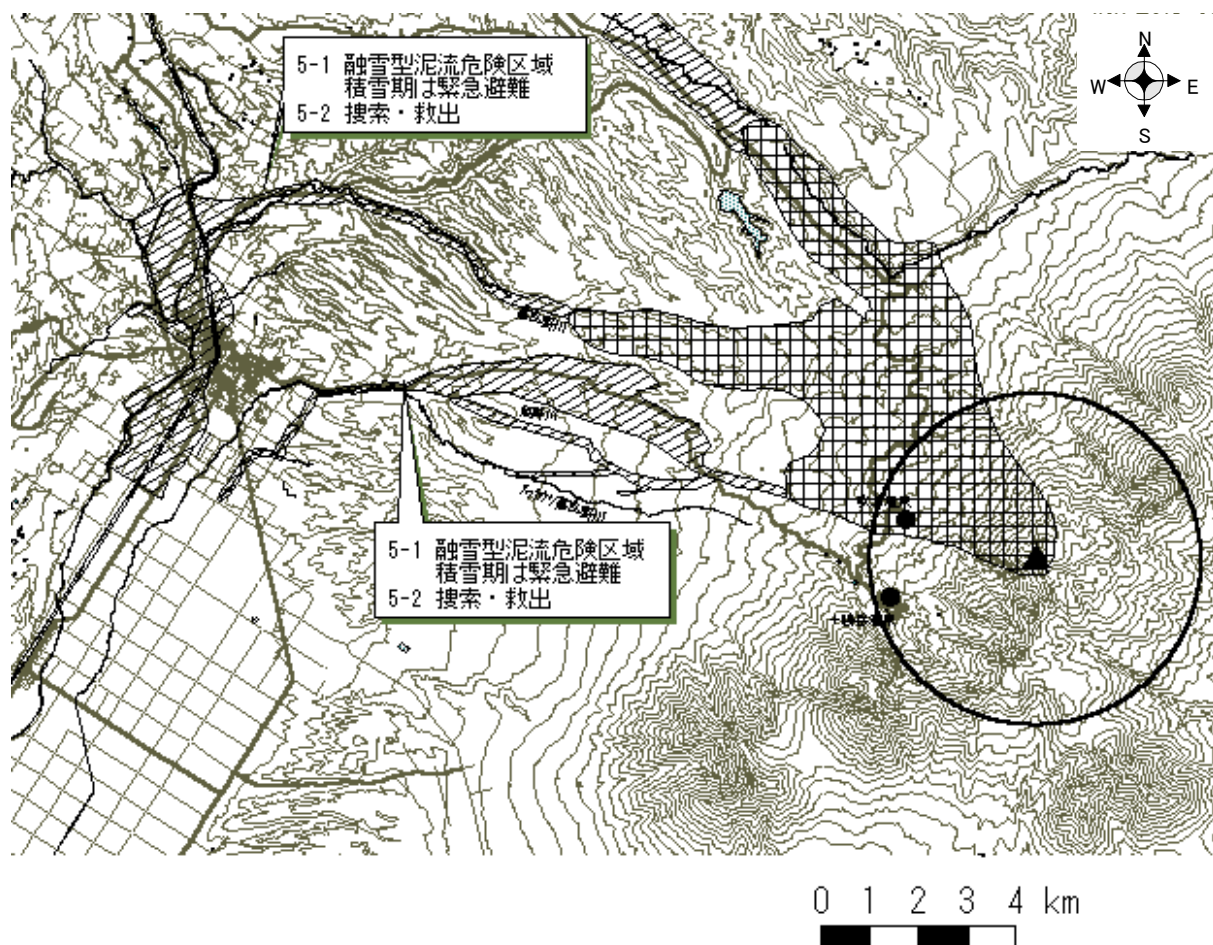 N
W E
S
5-1 融雪型泥流危険区域
積雪期は緊急避難
5-2 捜索・救出
5-1 融雪型泥流危険区域
積雪期は緊急避難
5-2 捜索・救出
0 1 2 3 4 km